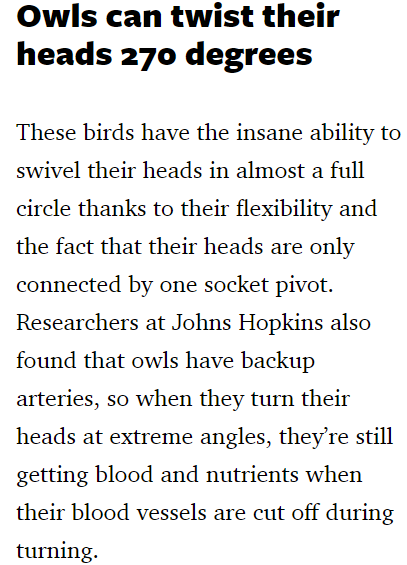 Owls can twist their
heads 270 degrees
These birds have the insane ability to
swivel their heads in almost a full
circle thanks to their flexibility and
the fact that their heads are only
connected by one socket pivot.
Researchers at Johns Hopkins also
found that owls have backup
arteries, so when they turn their
heads at extreme angles, they’re still
getting blood and nutrients when
their blood vessels are cut off during
turning.